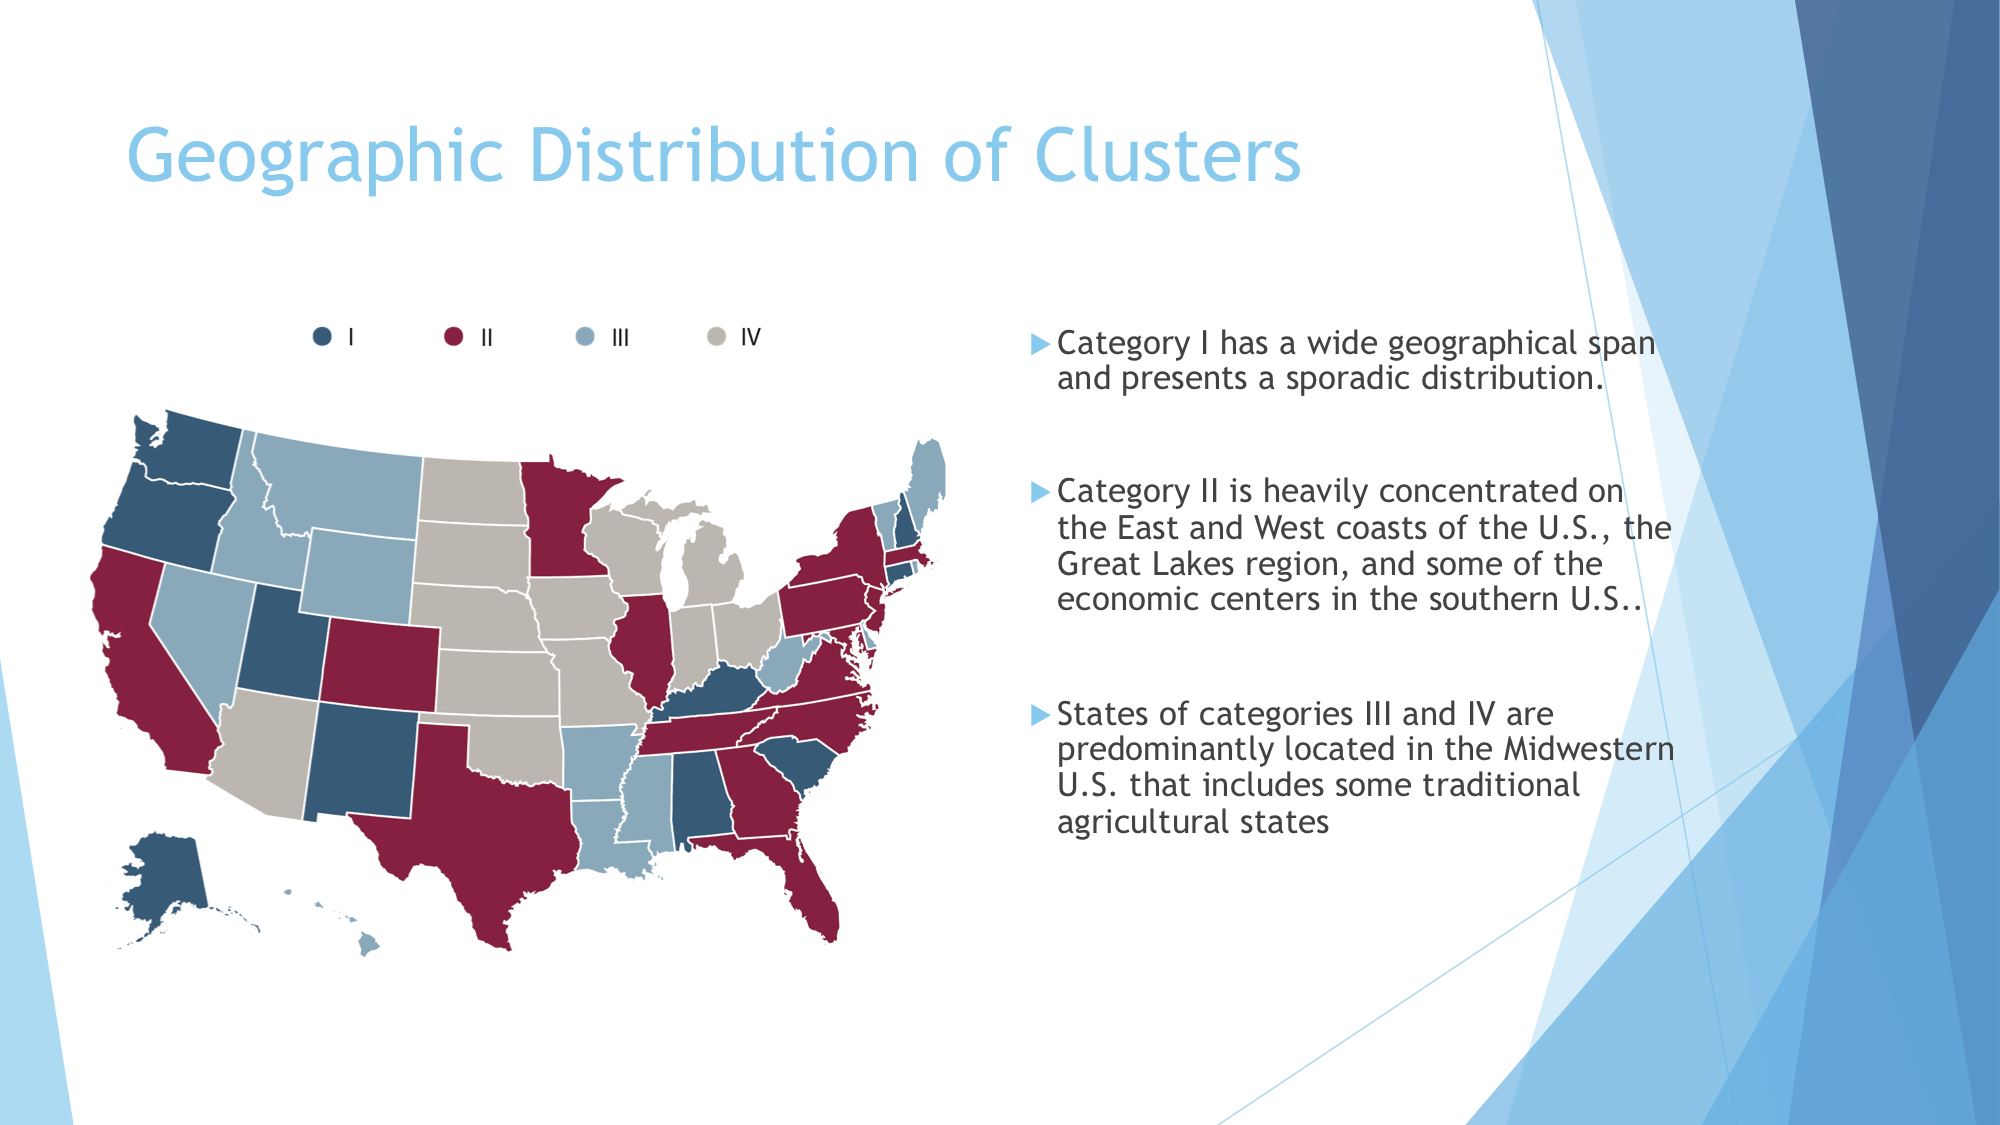 Geographic Distribution of Clusters
I II III IV
Category I has a wide geographical span
and presents a sporadic distribution.
Category II is heavily concentrated on
the East and West coasts of the U.S., the
Great Lakes region, and some of the
economic centers in the southern U.S..
States of categories III and IV are
predominantly located in the Midwestern
U.S. that includes some traditional
agricultural states